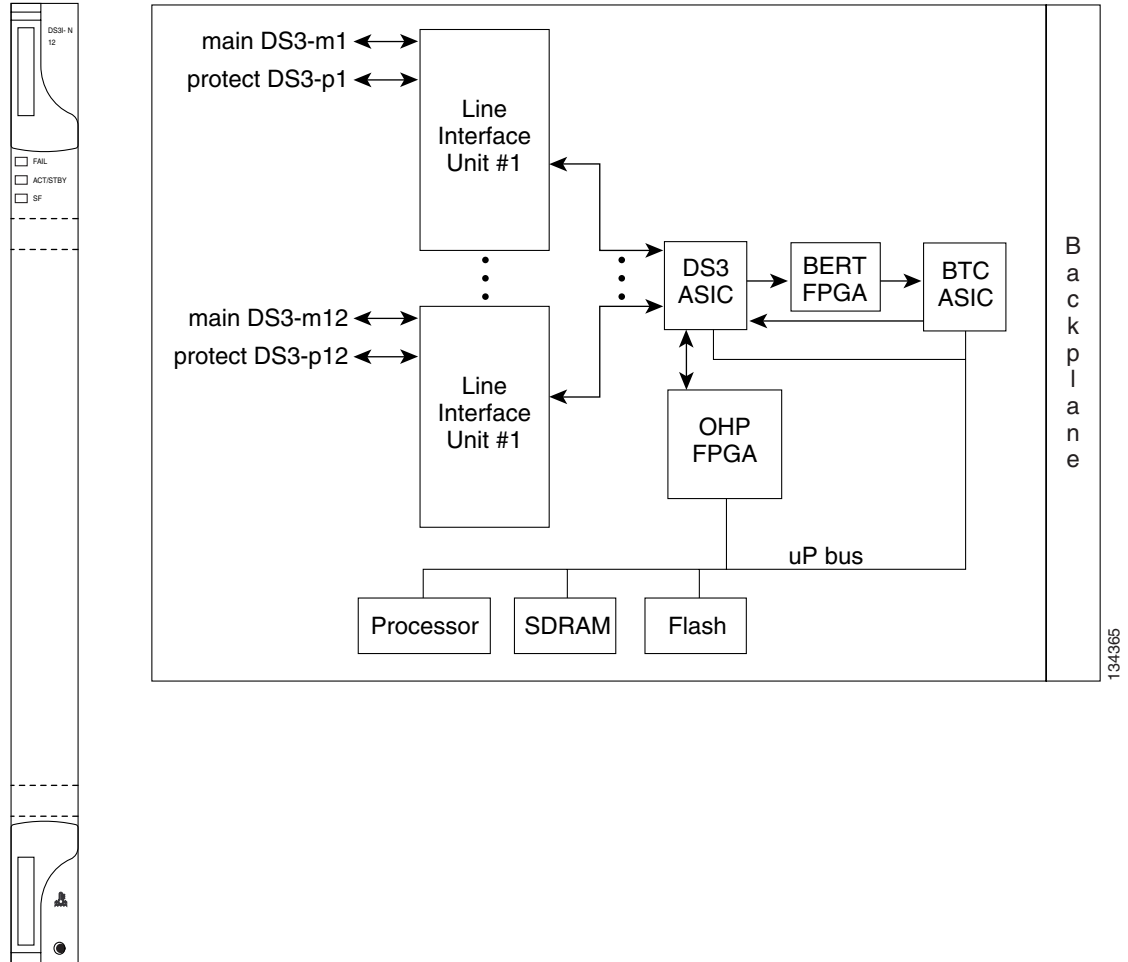 DS3I- N
12
FAIL
ACT/STBY
SF
main DS3-m1
protect DS3-p1
Line
Interface
Unit #1
main DS3-m12
protect DS3-p12
Line
Interface
Unit #1
DS3
ASIC
BERT
FPGA
BTC
ASIC
OHP
FPGA
uP bus
Processor
SDRAM
Flash
Backplane
134365